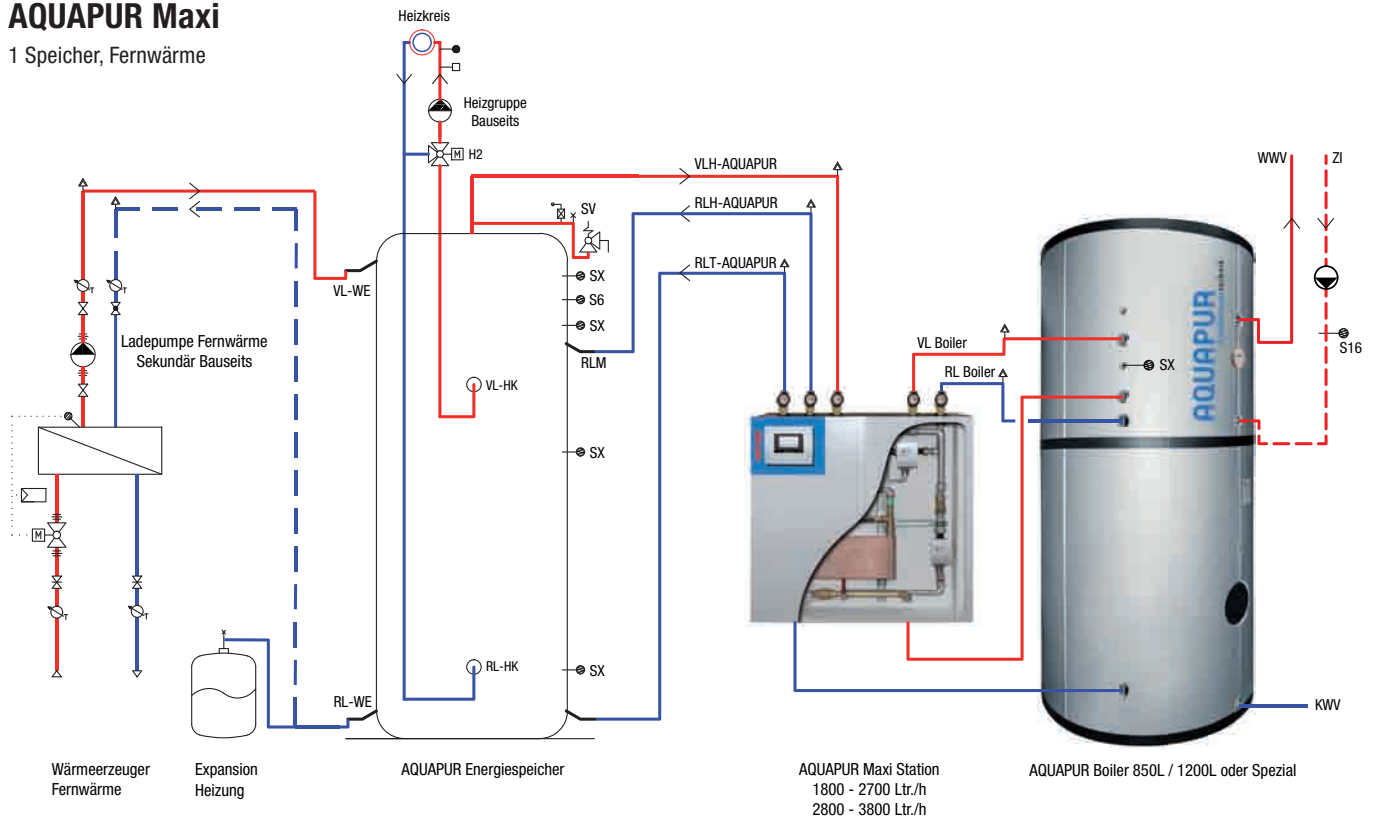 AQUAPUR Maxi
1 Speicher, Fernwärme
Heizkreis
Heizgruppe
Bauseits
M
H2
VLH-AQUAPUR
RLH-AQUAPUR
RLT-AQUAPUR
SV
WWV
ZI
VL-WE
SX
S6
SX
RLM
T
T
Ladepumpe Fernwärme
Sekundär Bauseits
VL Boiler
RL Boiler
SX
S16
AQUAPUR
VL-HK
SX
M
T
T
RL-HK
SX
RL-WE
KWV
Wärmeerzeuger
Fernwärme
Expansion
Heizung
AQUAPUR Energiespeicher
AQUAPUR Maxi Station
1800 - 2700 Ltr./h
2800 - 3800 Ltr./h
AQUAPUR Boiler 850L / 1200L oder Spezial